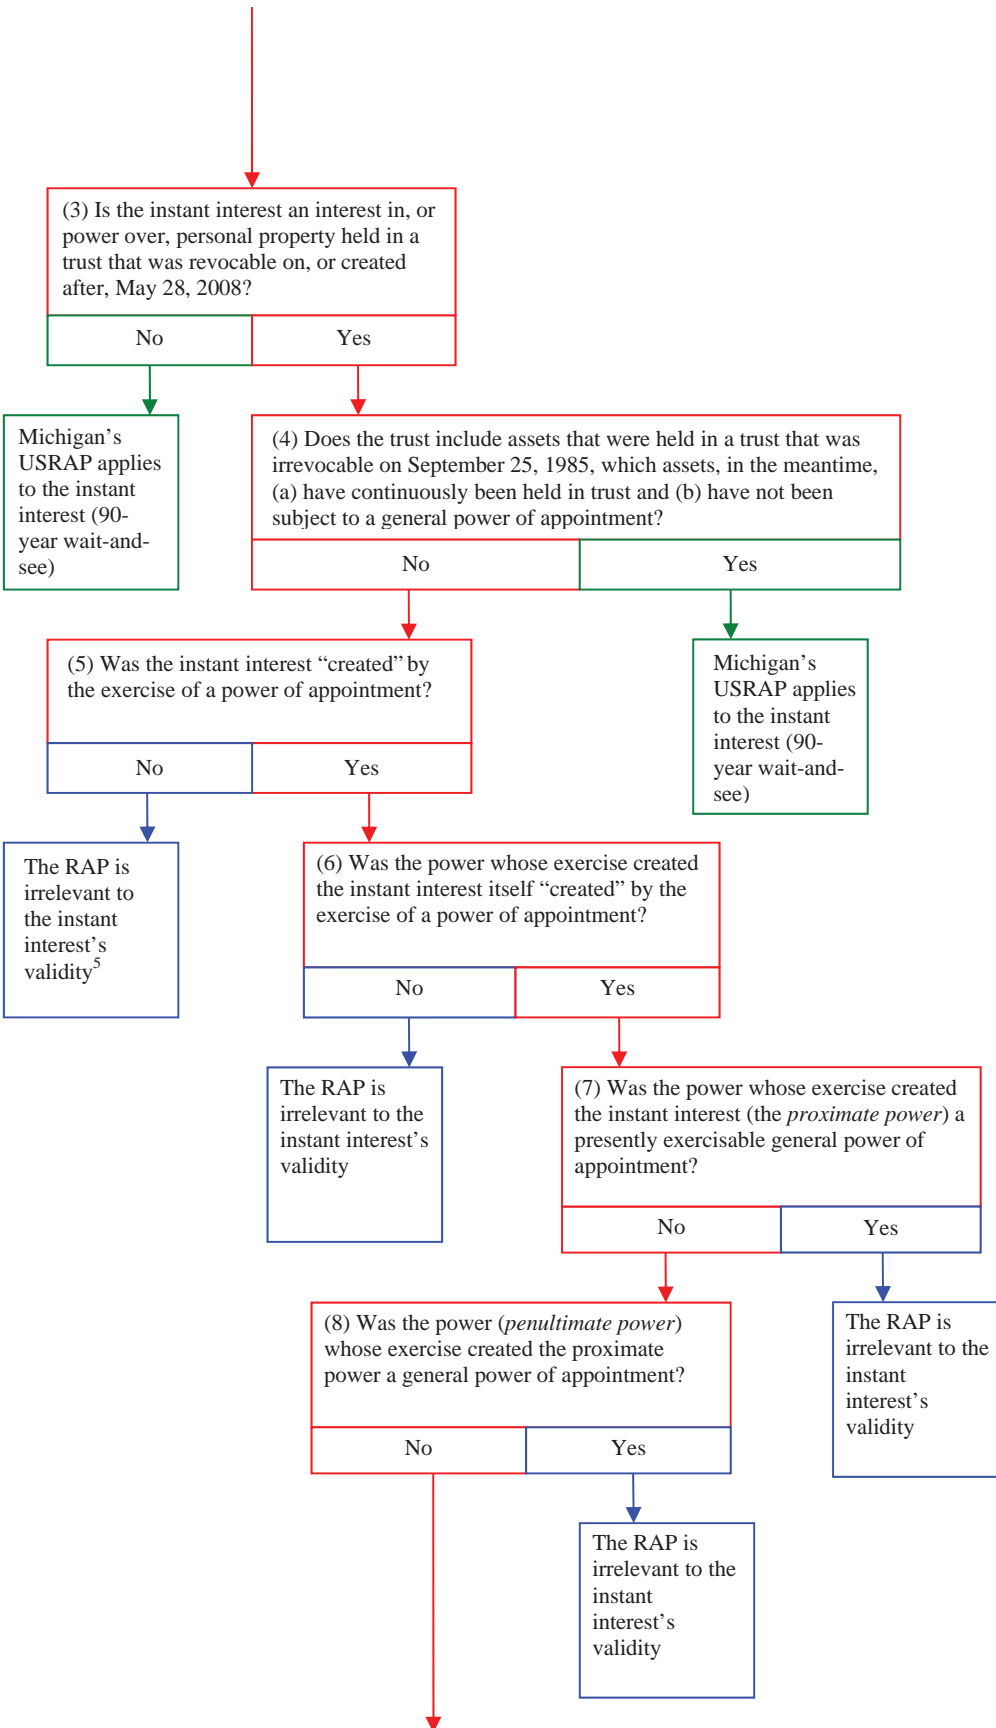 (3) Is the instant interest an interest in, or
power over, personal property held in a
trust that was revocable on, or created
after, May 28, 2008?
No
Yes
Michigan's
USRAP applies
to the instant
interest (90-
year wait-and-
see)
(4) Does the trust include assets that were held in a trust that was
irrevocable on September 25, 1985, which assets, in the meantime,
(a) have continuously been held in trust and (b) have not been
subject to a general power of appointment?
No
Yes
(5) Was the instant interest “created” by
the exercise of a power of appointment?
No
Yes
Michigan's
USRAP applies
to the instant
interest (90-
year wait-and-
see)
The RAP is
irrelevant to
the instant
interest's
validity5
(6) Was the power whose exercise created
the instant interest itself “created” by the
exercise of a power of appointment?
No
Yes
The RAP is
irrelevant to the
instant interest's
validity
(7) Was the power whose exercise created
the instant interest (the proximate power) a
presently exercisable general power of
appointment?
No
Yes
(8) Was the power (penultimate power)
whose exercise created the proximate
power a general power of appointment?
No
Yes
The RAP is
irrelevant to the
instant
interest's
validity
The RAP is
irrelevant to the
instant
interest's
validity